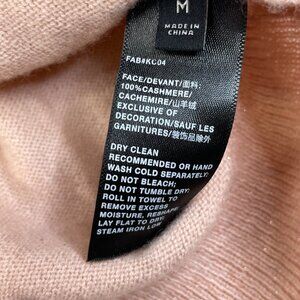 M
MADE IN
CHINA
FAB#KC04
FACE/DEVANT/面料:
100%CASHMERE/
CACHEMIRE/山羊绒
EXCLUSIVE OF
DECORATION/SAUF LES
GARNITURES/装饰品除外
DRY CLEAN
RECOMMENDED OR HAND
WASH COLD SEPARATELY;
DO NOT BLEACH;
DO NOT TUMBLE DRY;
ROLL IN TOWEL TO
REMOVE EXCESS
MOISTURE, RESHAPE
LAY FLAT TO DRY;
STEAM IRON LOW